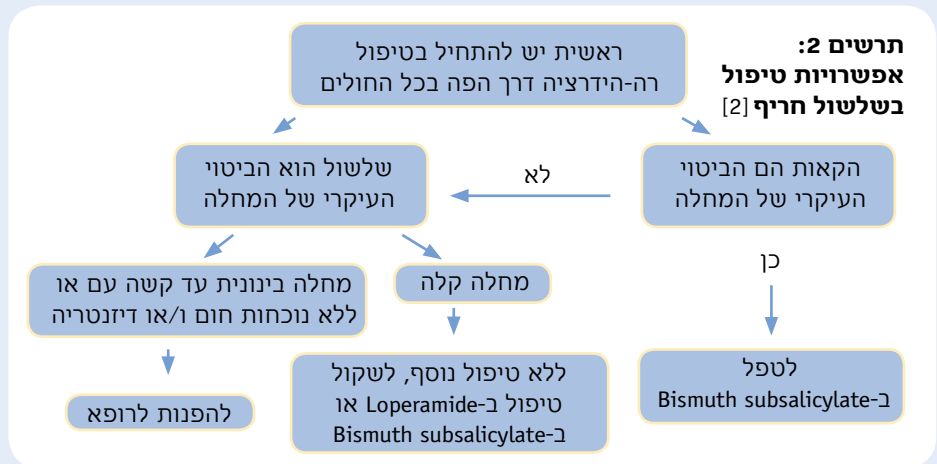 תרשים 2:
אפשרויות טיפול
בשלשול חריף [2]
ראשית יש להתחיל בטיפול
רה-הידרציה דרך הפה בכל החולים
הקאות הם הביטוי
העיקרי של המחלה
לא
שלשול הוא הביטוי
העיקרי של המחלה
כן
מחלה קלה
מחלה בינונית עד קשה עם או
ללא נוכחות חום ו/או דיזנטריה
לטפל
ב-Bismuth subsalicylate
ללא טיפול נוסף, לשקול
טיפול ב-Loperamide או
ב-Bismuth subsalicylate
להפנות לרופא